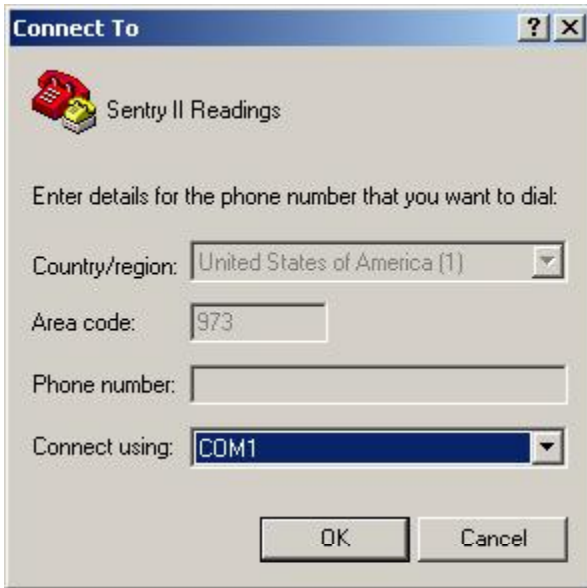 Connect To
Sentry II Readings
Enter details for the phone number that you want to dial:
Country/region: United States of America (1)
Area code: 973
Phone number:
Connect using: COM1
OK Cancel